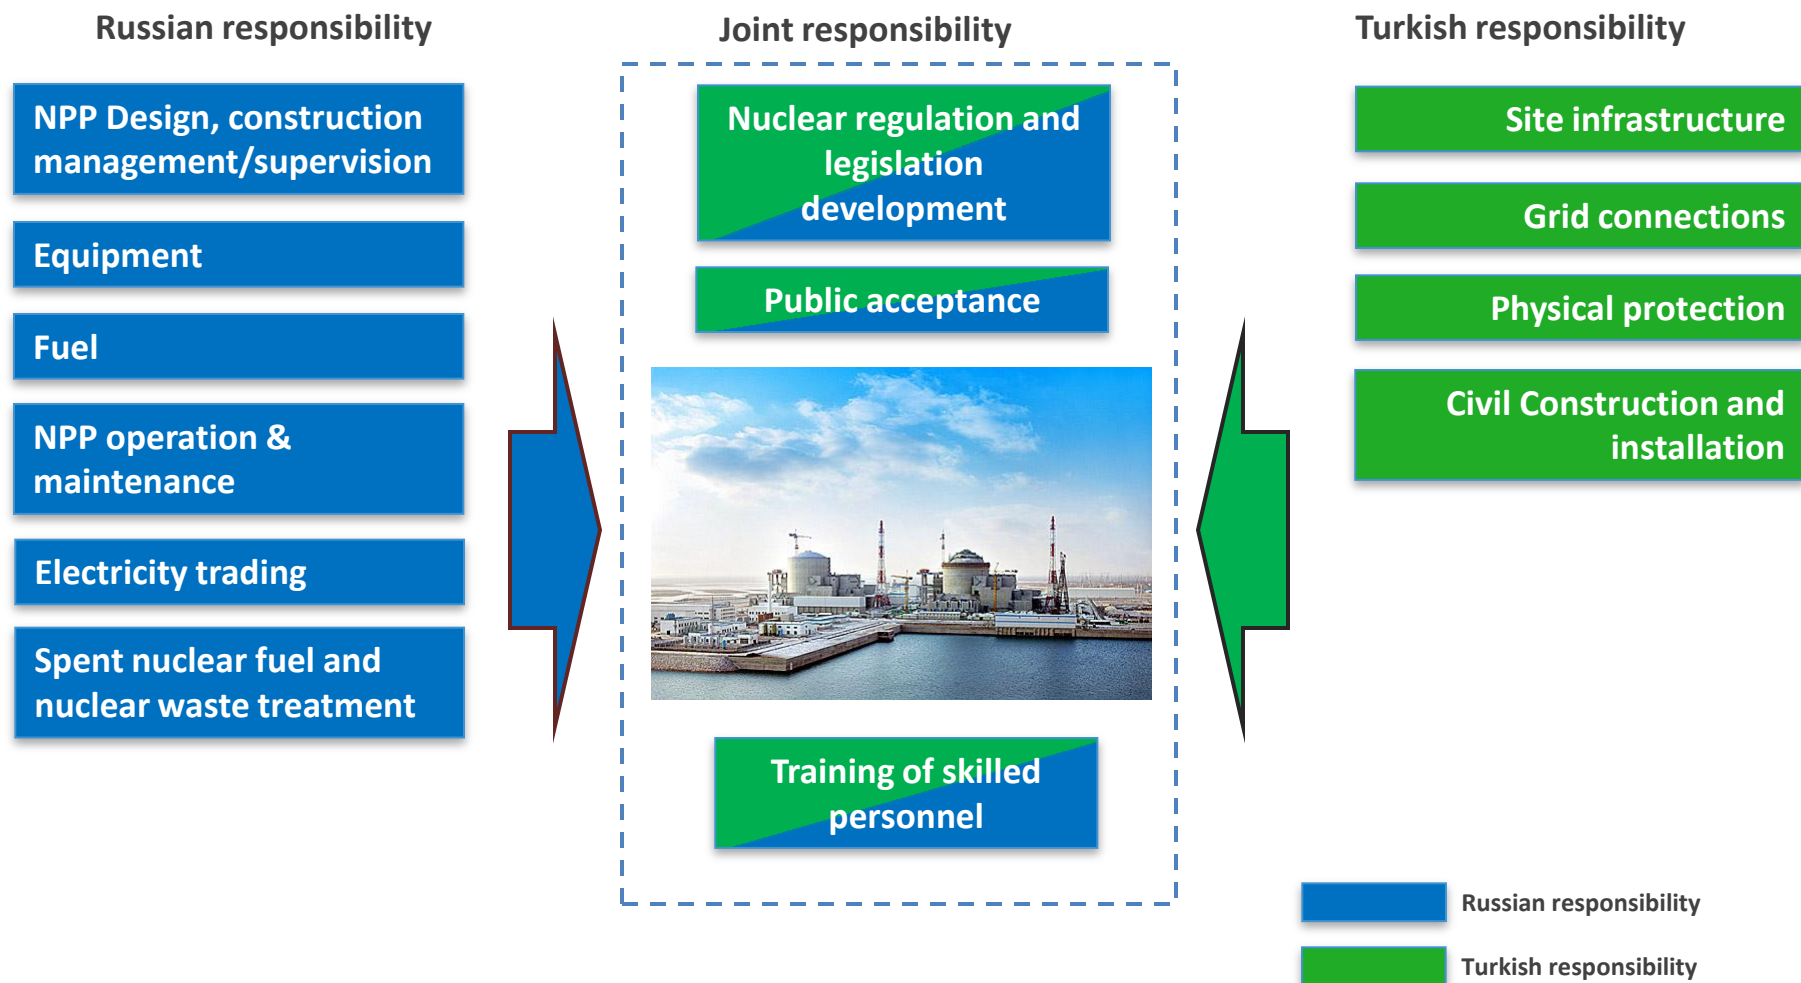 Russian responsibility
NPP Design, construction
management/supervision
Equipment
Fuel
NPP operation &
maintenance
Electricity trading
Spent nuclear fuel and
nuclear waste treatment
Joint responsibility
Nuclear regulation and
legislation
development
Public acceptance
Training of skilled
personnel
Turkish responsibility
Site infrastructure
Grid connections
Physical protection
Civil Construction and
installation
Russian responsibility
Turkish responsibility